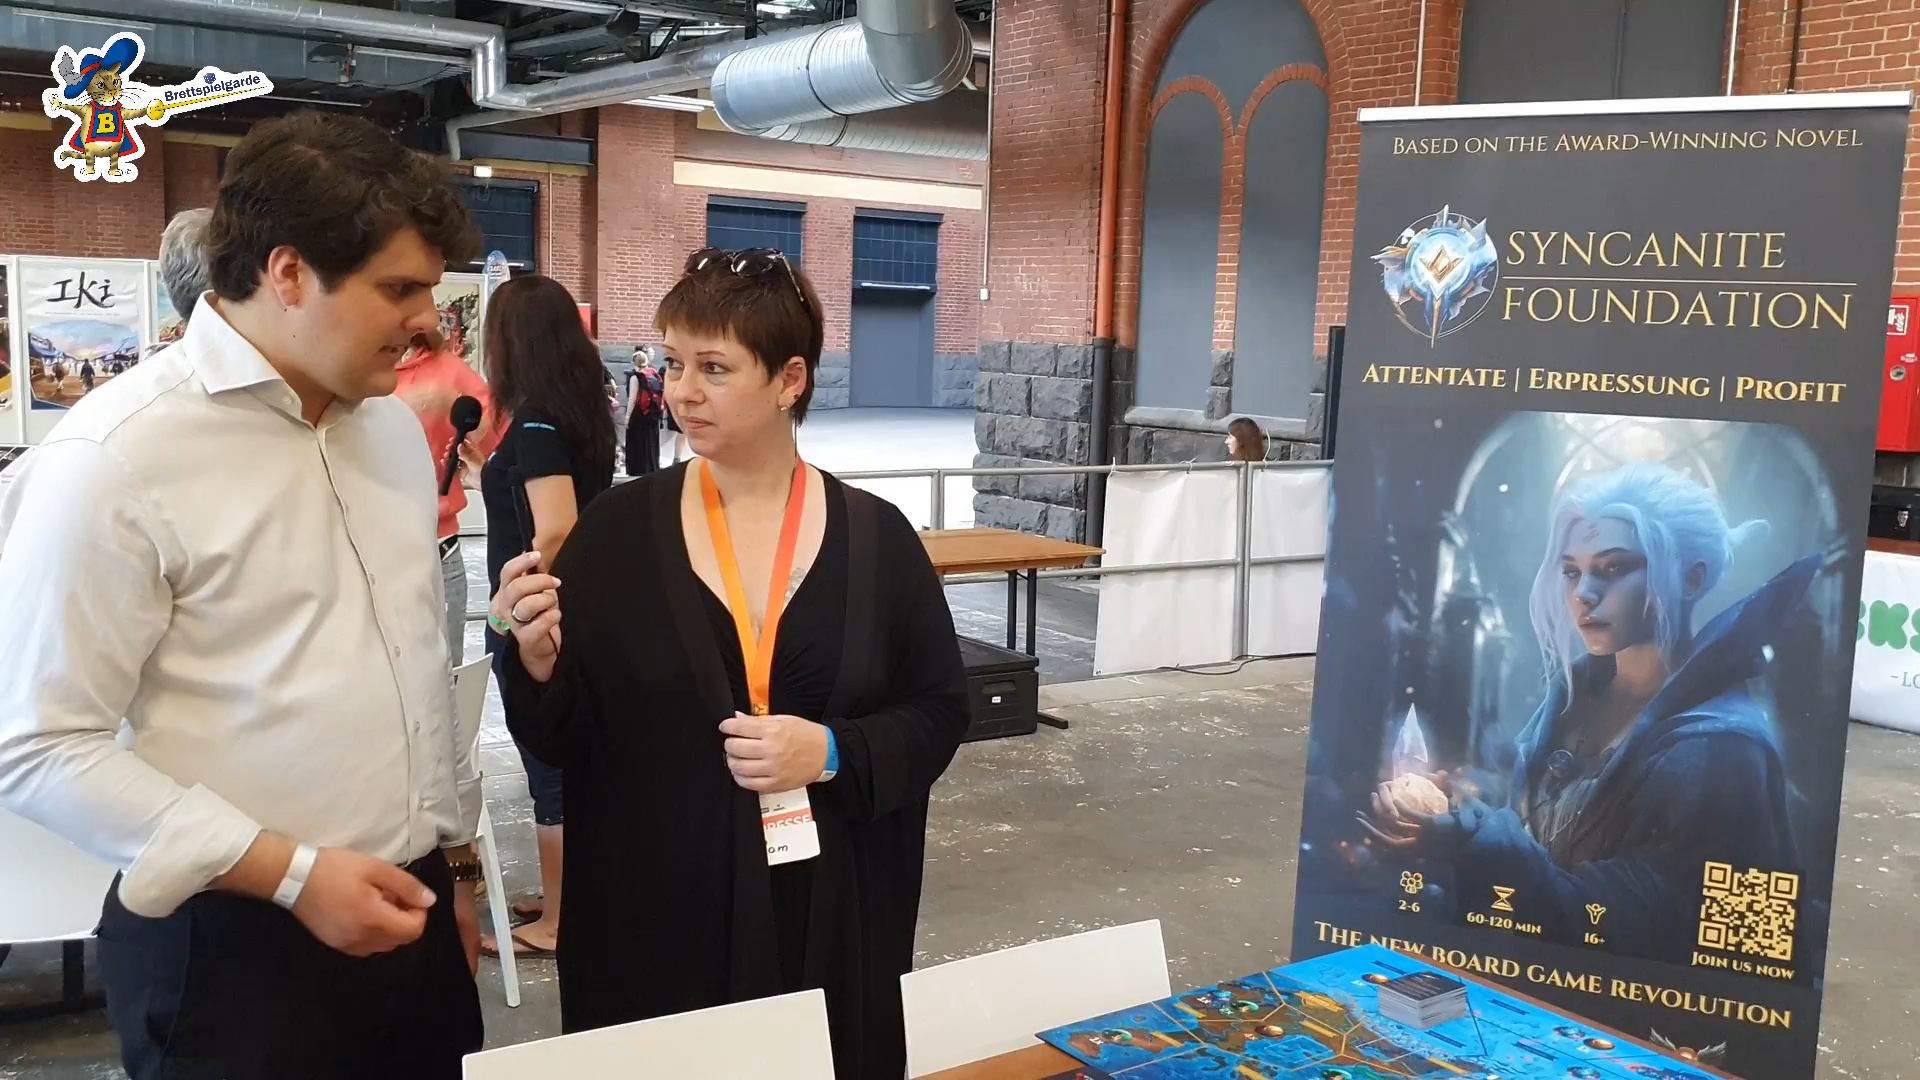 Brettspielgarde
B
Iki
BASED ON THE AWARD-WINNING NOVEL
SYNCANITE
FOUNDATION
ATTENTATE | ERPRESSUNG | PROFIT
2-6
60-120 MIN
16+
JOIN US NOW
THE NEW BOARD GAME REVOLUTION